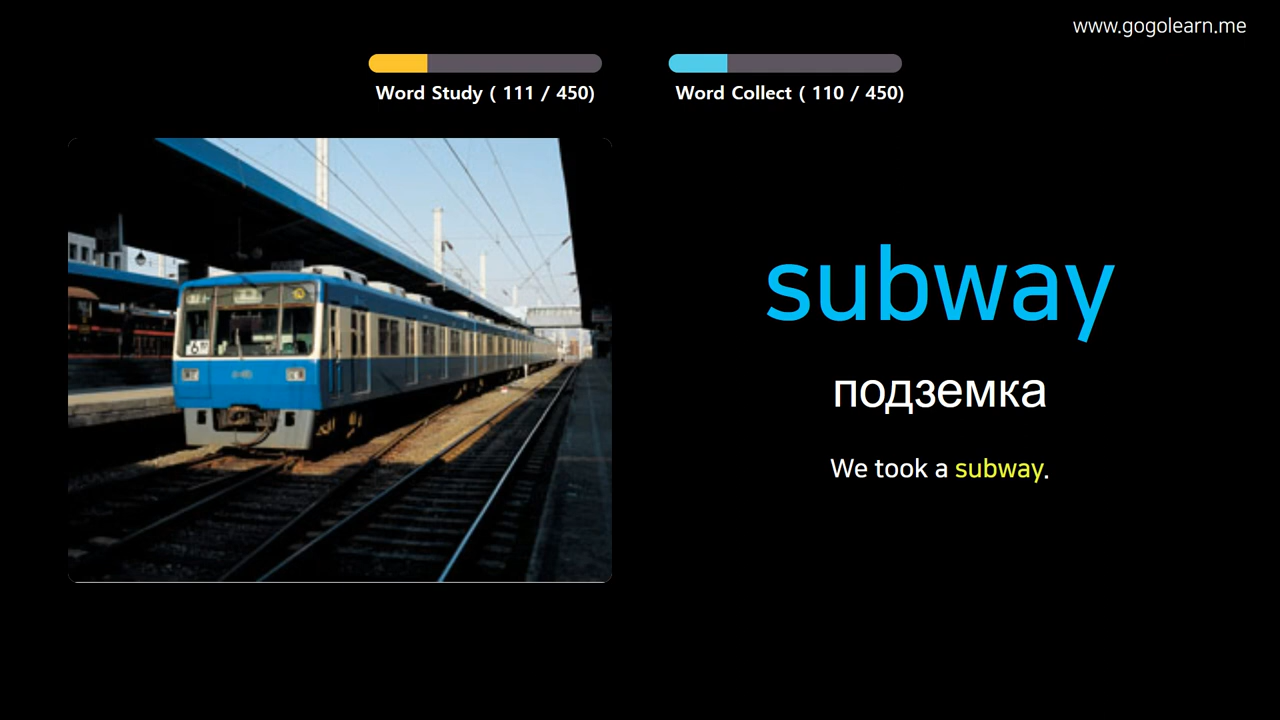 www.gogolearn.me
Word Study ( 111 / 450)
Word Collect ( 110 / 450)
subway
подземка
We took a subway.